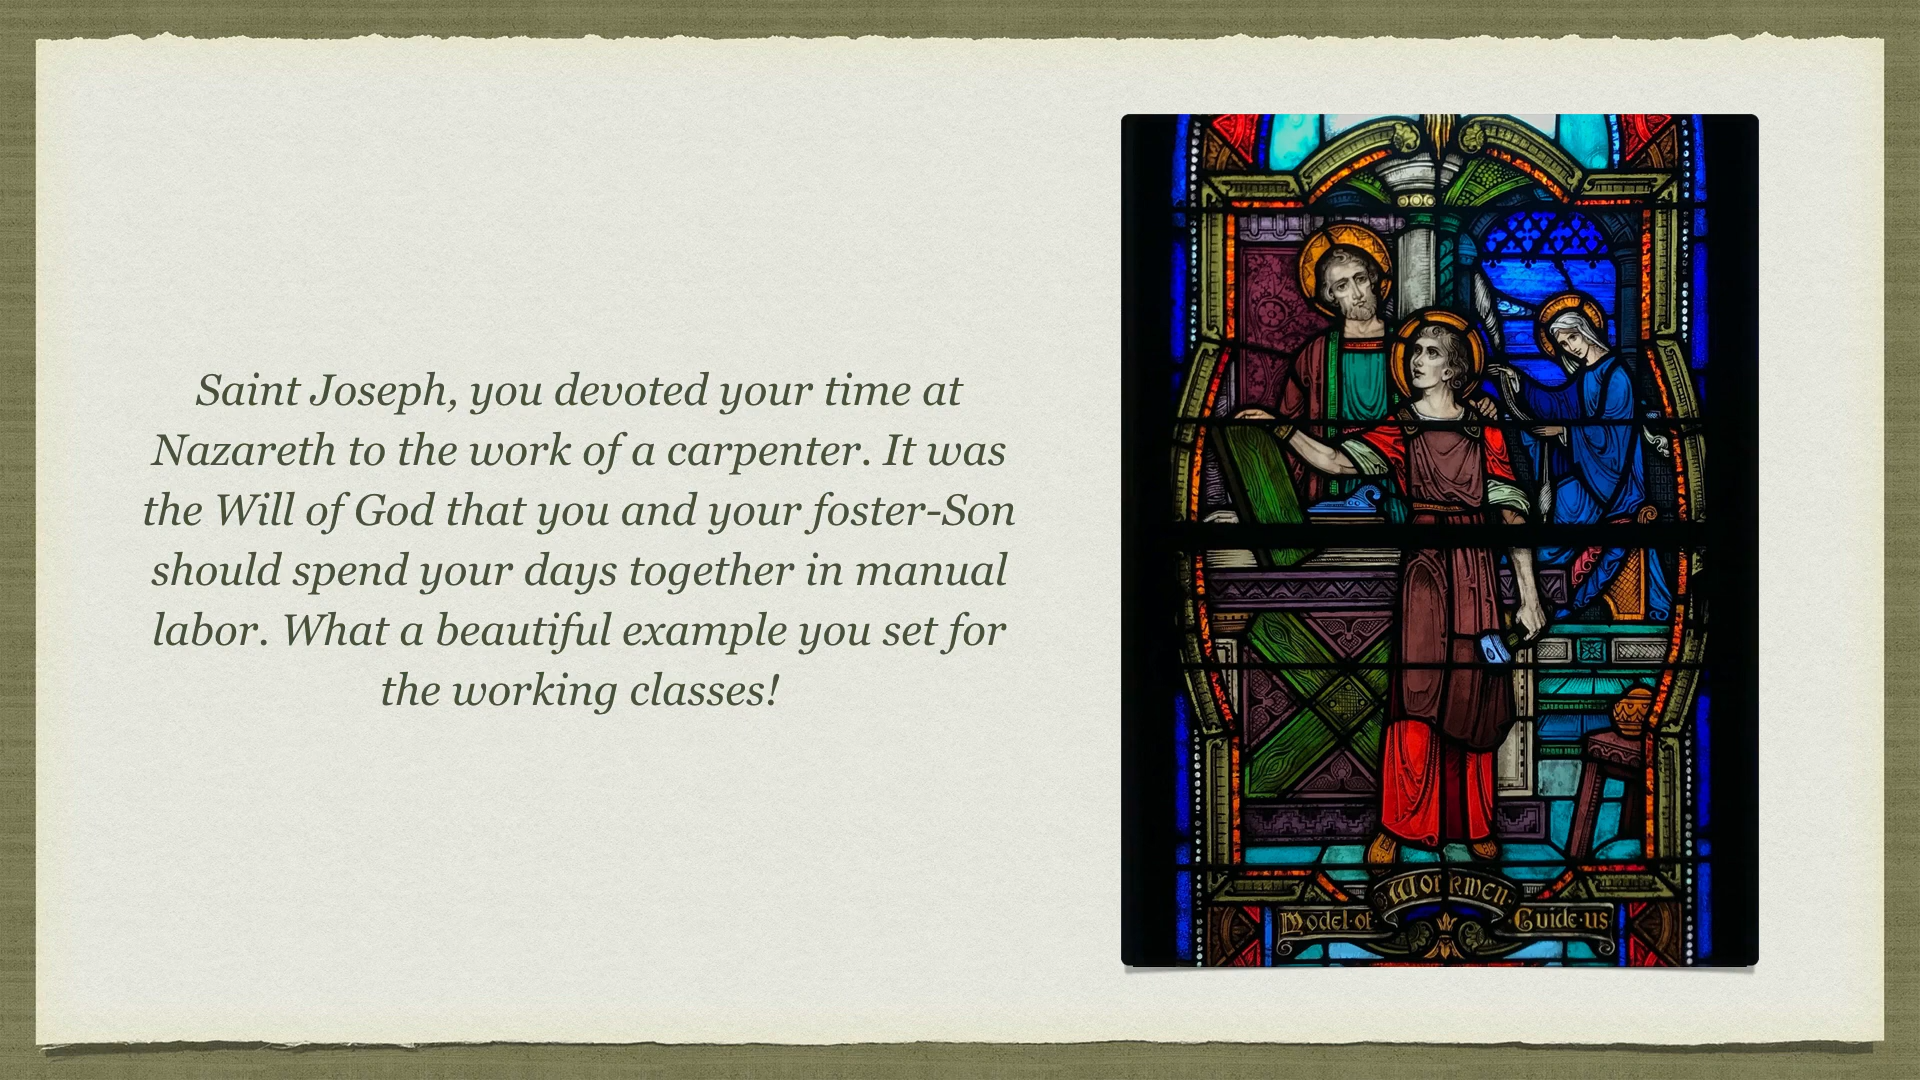 Saint Joseph, you devoted your time at
Nazareth to the work of a carpenter. It was
the Will of God that you and your foster-Son
should spend your days together in manual
labor. What a beautiful example you set for
the working classes!
Model·of· Workmen· Guide·us